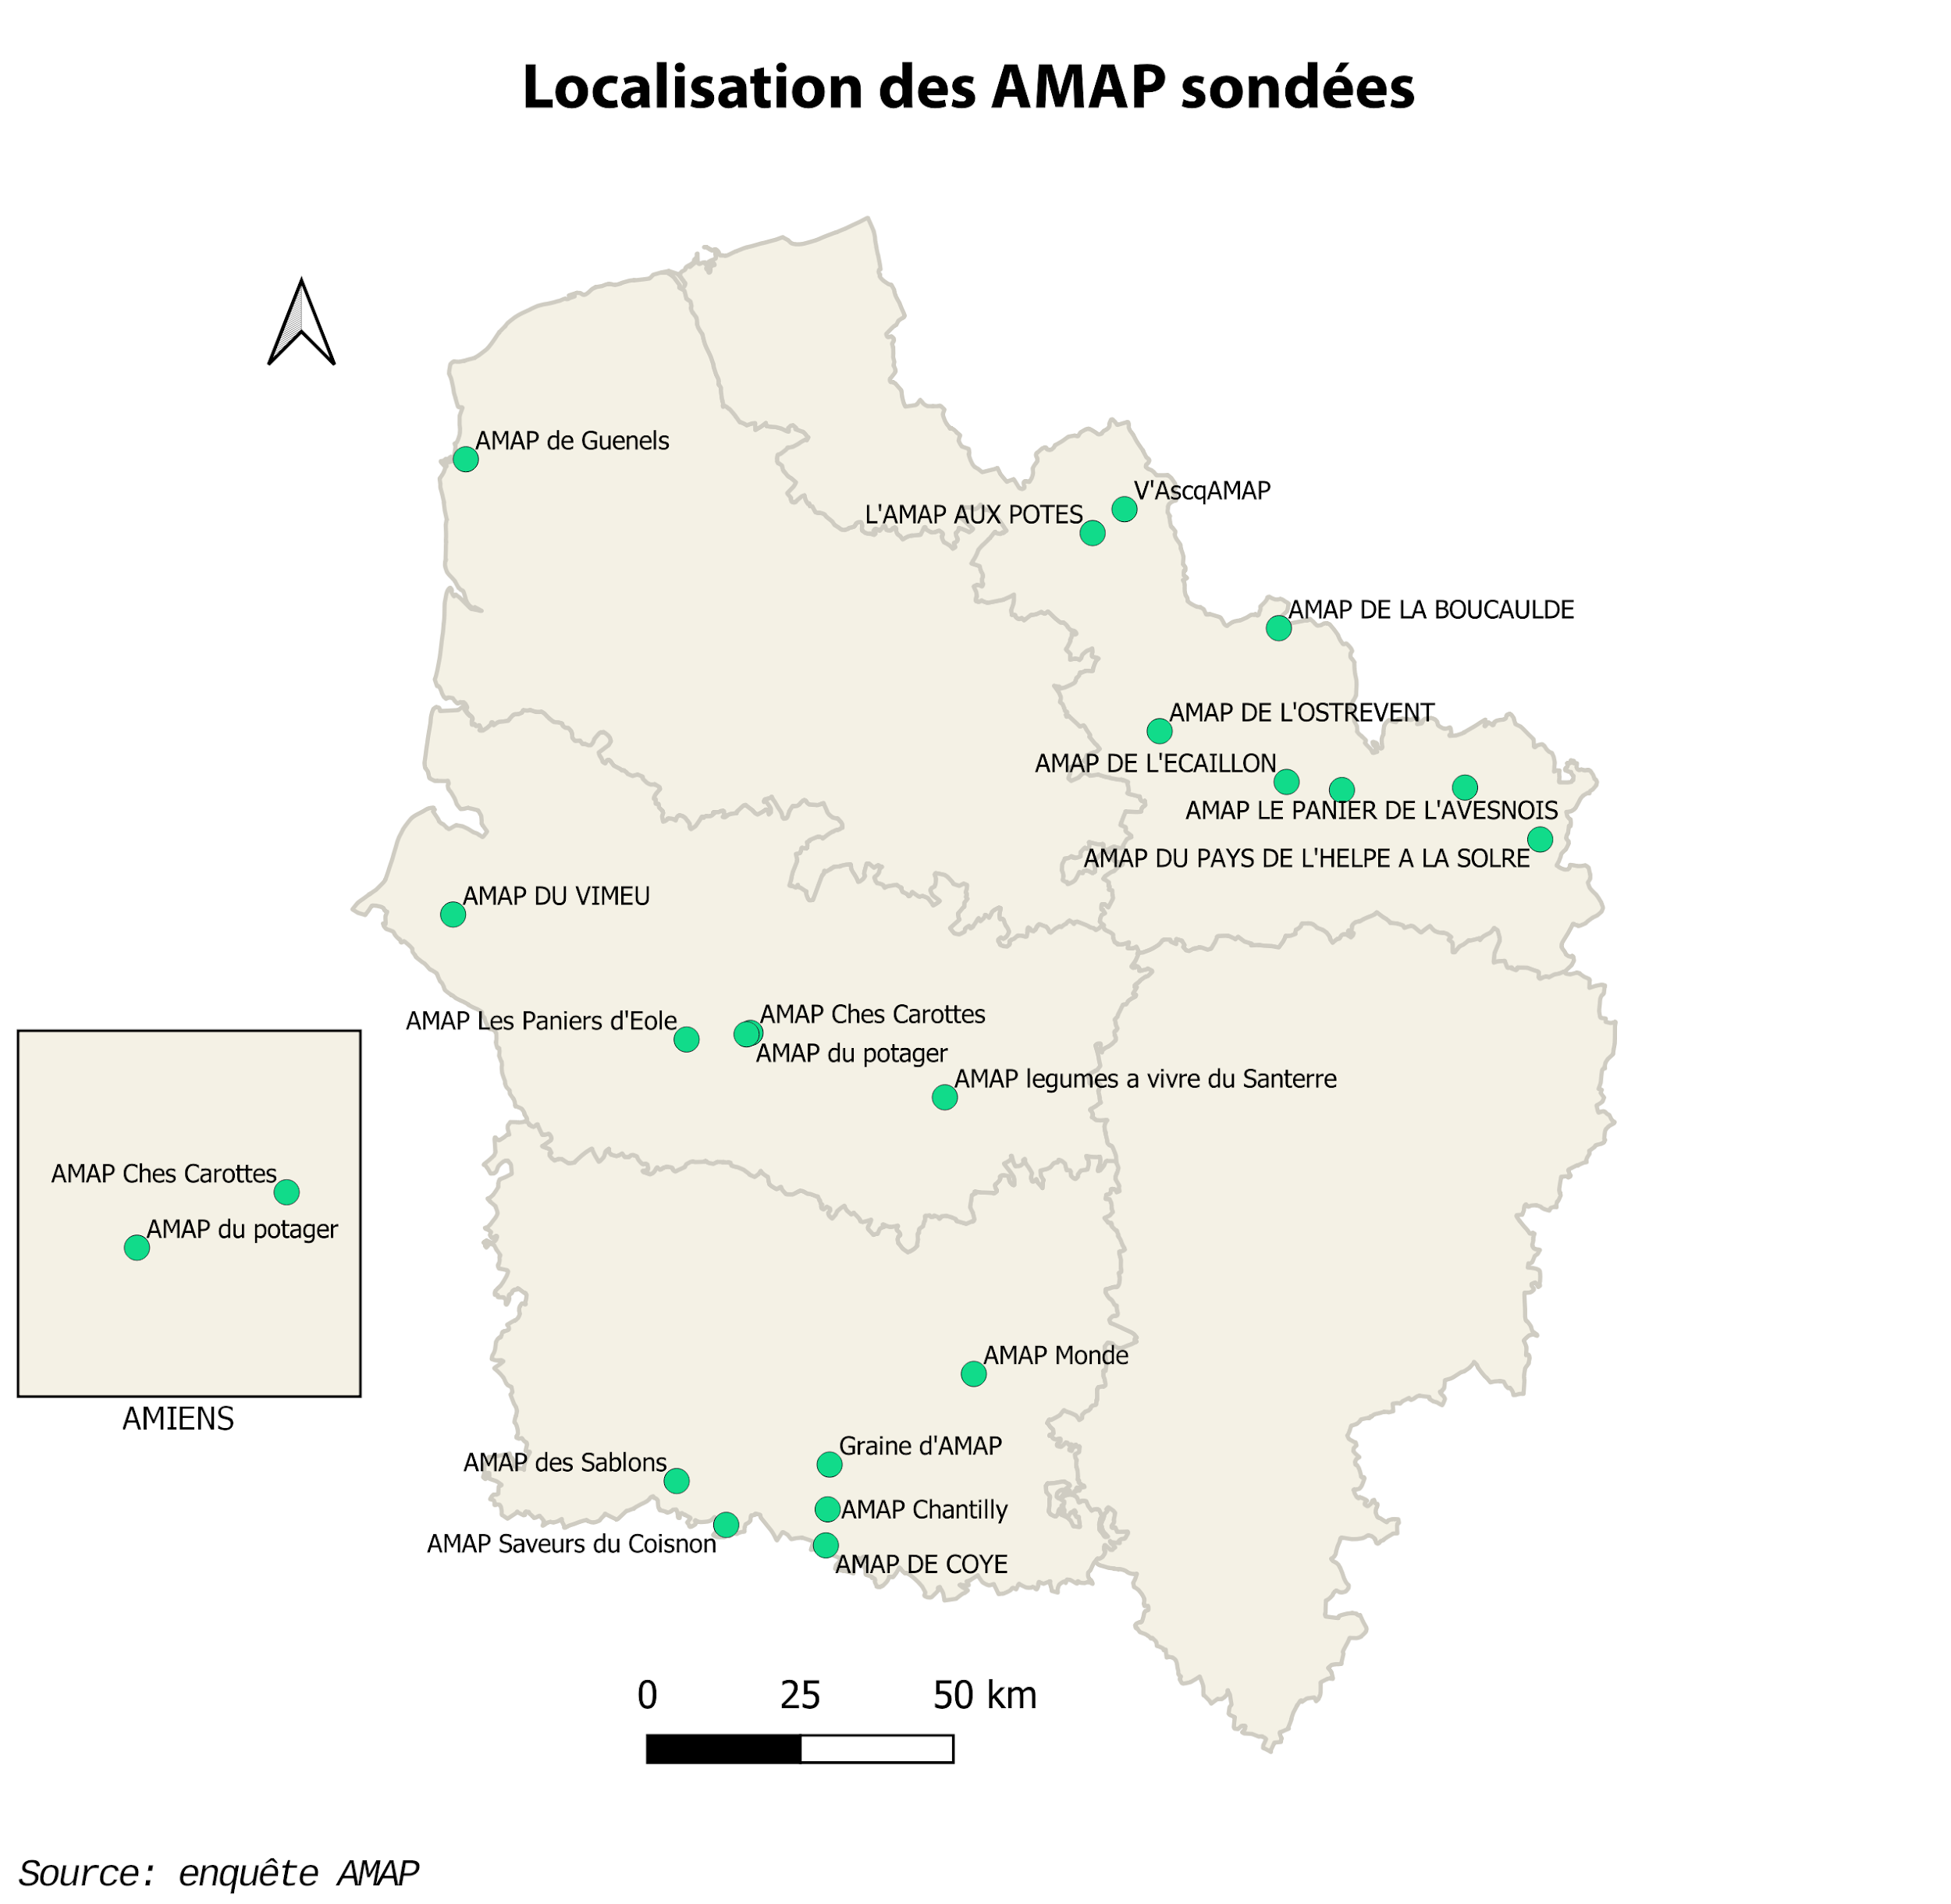 Localisation des AMAP sondées
AMAP de Guenels
V'AscqAMAP
L'AMAP AUX POTES
AMAP DE LA BOUCAULDE
AMAP DE L'OSTREVENT
AMAP DE L'ECAILLON
AMAP LE PANIER DE L'AVESNOIS
AMAP DU PAYS DE L'HELPE A LA SOLRE
AMAP DU VIMEU
AMAP Les Paniers d'Eole
AMAP Ches Carottes
AMAP du potager
AMAP legumes a vivre du Santerre
AMAP Ches Carottes
AMAP du potager
AMIENS
AMAP Monde
Graine d'AMAP
AMAP des Sablons
AMAP Chantilly
AMAP Saveurs du Coisnon
AMAP DE COYE
0 25 50 km
Source: enquête AMAP